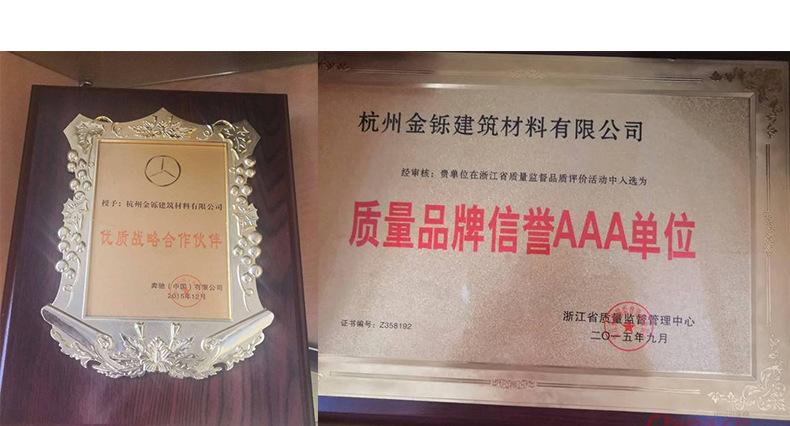 授予：杭州金铄建筑材料有限公司
优质战略合作伙伴
奔驰（中国）有限公司
2015年12月
杭州金铄建筑材料有限公司
经审核：贵单位在浙江省质量监督品质评价活动中入选为
质量品牌信誉AAA单位
证书编号：Z358192
浙江省质量监督管理中心
二〇一五年九月